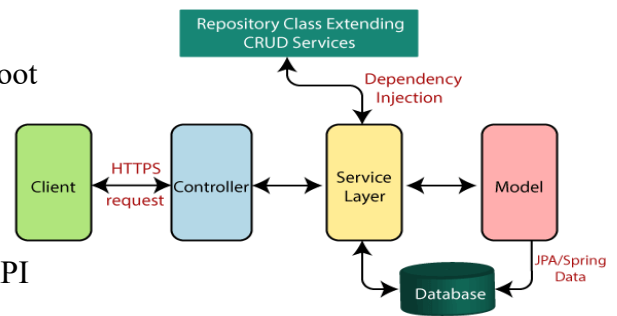 Repository Class Extending
CRUD Services
oot
Dependency
Injection
Client
HTTPS
request
Controller
Service
Layer
Model
PI
JPA/Spring
Data
Database